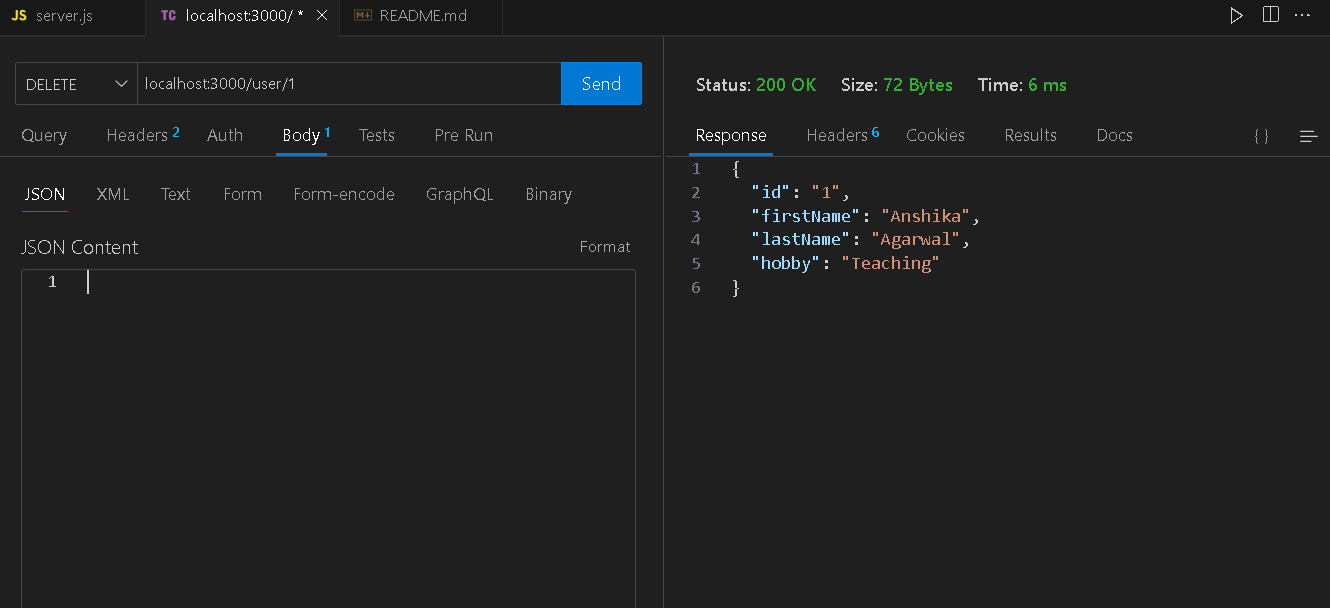 JS server.js TC localhost:3000/ * × M↓ README.md ...
DELETE localhost:3000/user/1 Send
Status: 200 OK Size: 72 Bytes Time: 6 ms
Query Headers 2 Auth Body 1 Tests Pre Run
Response Headers 6 Cookies Results Docs { }
JSON XML Text Form Form-encode GraphQL Binary
JSON Content Format
1
1 {
2 "id": "1",
3 "firstName": "Anshika",
4 "lastName": "Agarwal",
5 "hobby": "Teaching"
6 }